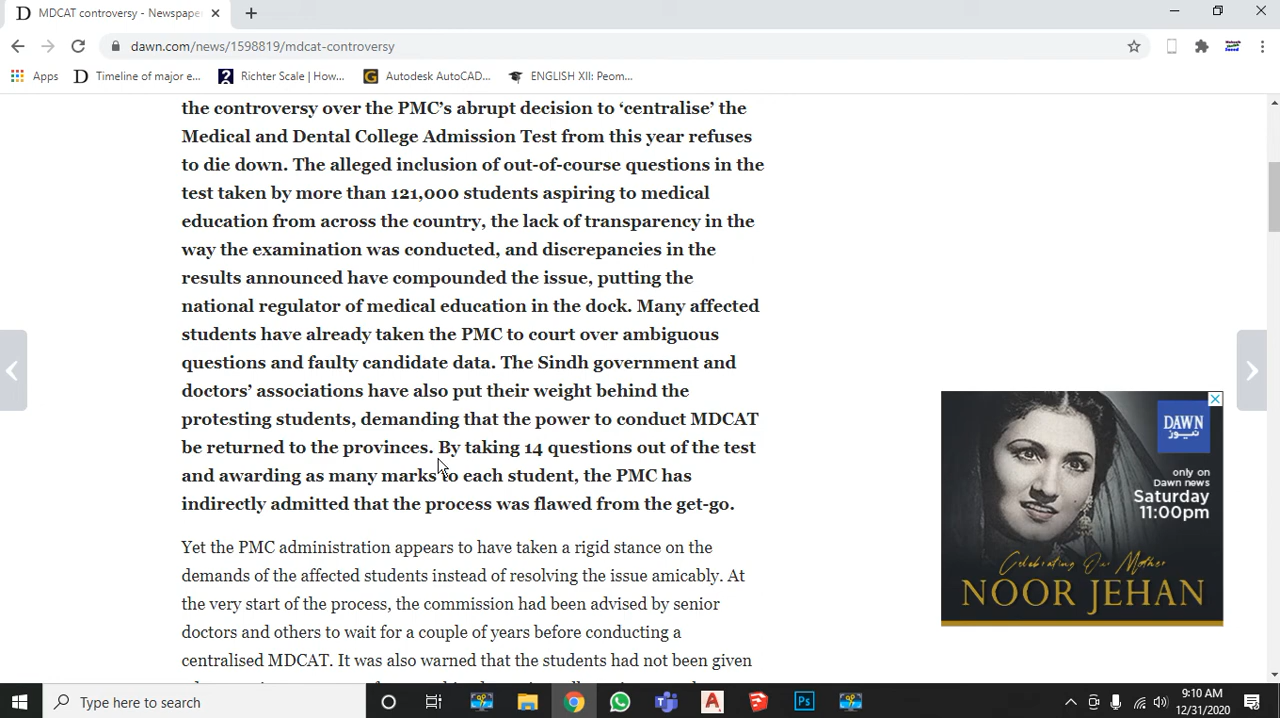 MDCAT controversy - Newspaper
dawn.com/news/1598819/mdcat-controversy
Apps
Timeline of major e...
Richter Scale | How...
Autodesk AutoCAD...
ENGLISH XII: Peom...
the controversy over the PMC’s abrupt decision to ‘centralise’ the
Medical and Dental College Admission Test from this year refuses
to die down. The alleged inclusion of out-of-course questions in the
test taken by more than 121,000 students aspiring to medical
education from across the country, the lack of transparency in the
way the examination was conducted, and discrepancies in the
results announced have compounded the issue, putting the
national regulator of medical education in the dock. Many affected
students have already taken the PMC to court over ambiguous
questions and faulty candidate data. The Sindh government and
doctors’ associations have also put their weight behind the
protesting students, demanding that the power to conduct MDCAT
be returned to the provinces. By taking 14 questions out of the test
and awarding as many marks to each student, the PMC has
indirectly admitted that the process was flawed from the get-go.
Yet the PMC administration appears to have taken a rigid stance on the
demands of the affected students instead of resolving the issue amicably. At
the very start of the process, the commission had been advised by senior
doctors and others to wait for a couple of years before conducting a
centralised MDCAT. It was also warned that the students had not been given
DAWN
نیوز
only on
Dawn news
Saturday
11:00pm
Celebrating Our Mother
NOOR JEHAN
Type here to search
9:10 AM
12/31/2020